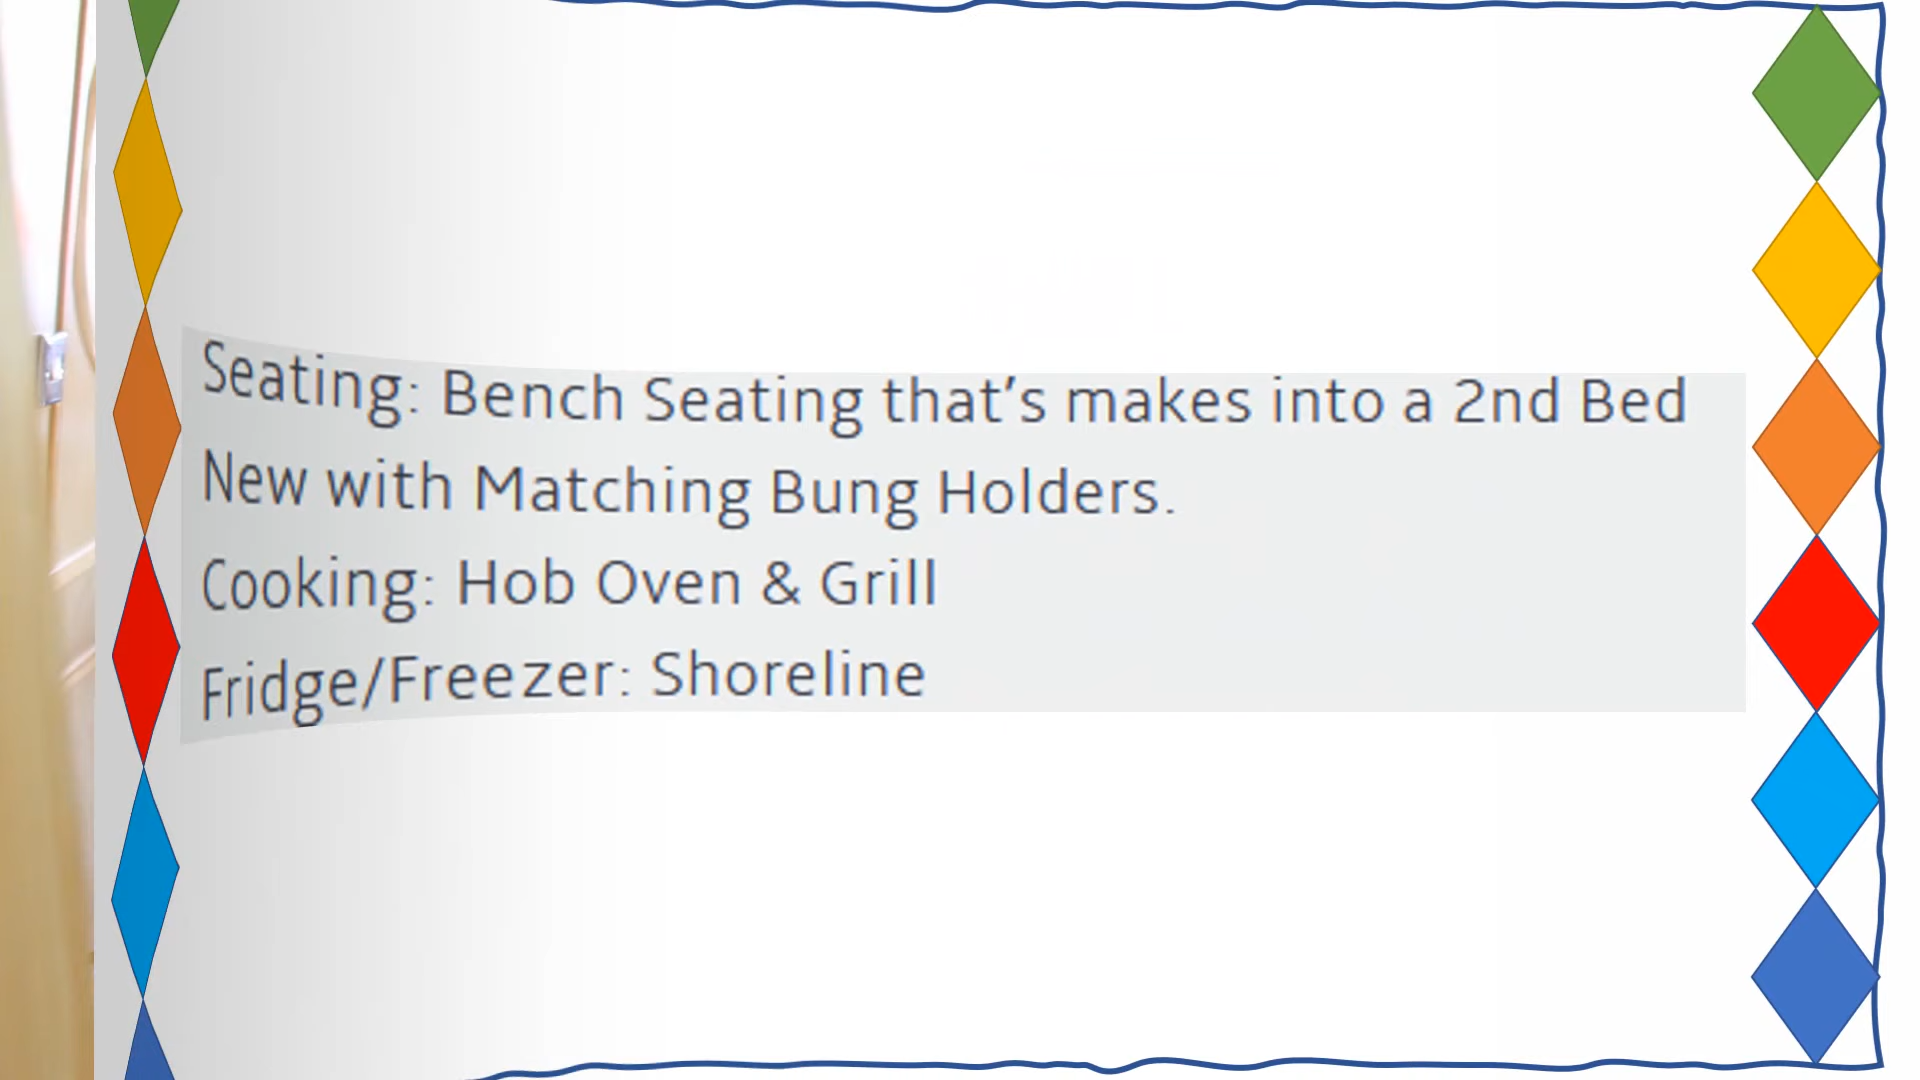 Seating: Bench Seating that’s makes into a 2nd Bed
New with Matching Bung Holders.
Cooking: Hob Oven & Grill
Fridge/Freezer: Shoreline